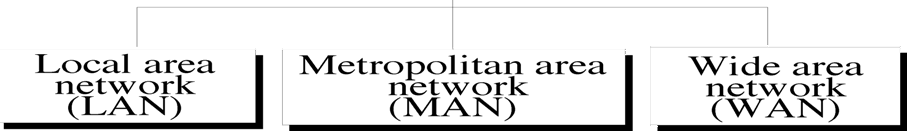 Local area
network
(LAN)
Metropolitan area
network
(MAN)
Wide area
network
(WAN)